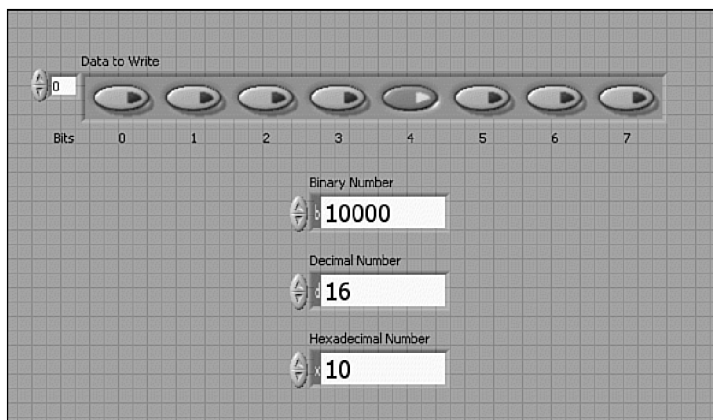 Data to Write
0
Bits 0 1 2 3 4 5 6 7
Binary Number
b 10000
Decimal Number
d 16
Hexadecimal Number
x 10